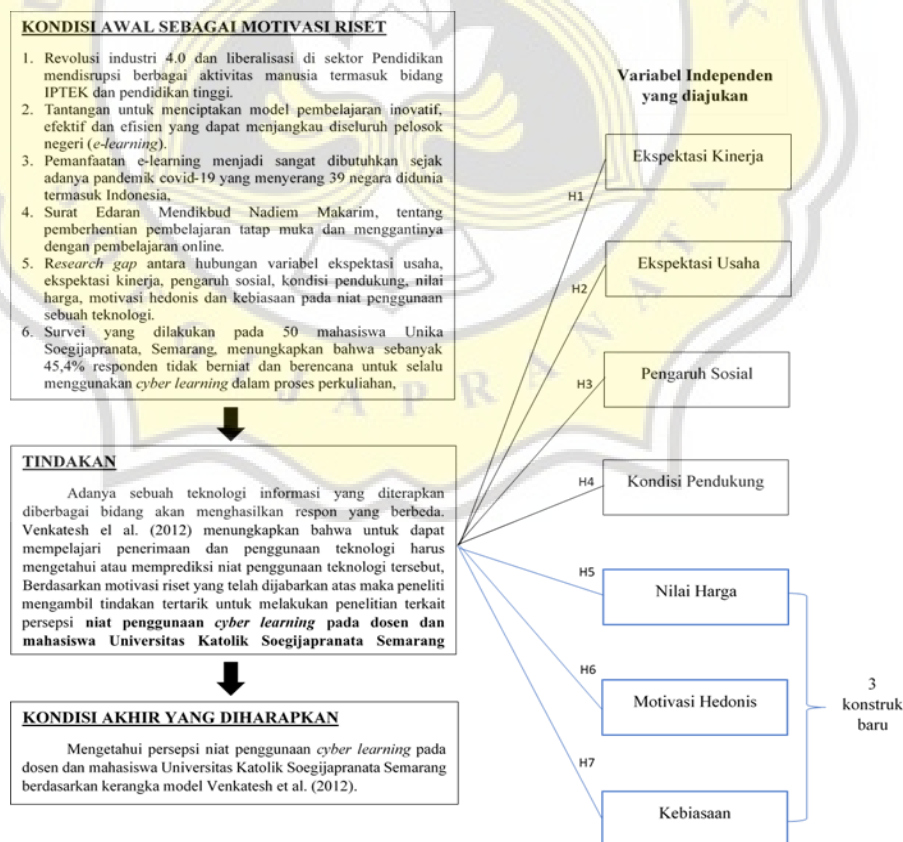 KONDISI AWAL SEBAGAI MOTIVASI RISET
1. Revolusi industri 4.0 dan liberalisasi di sektor Pendidikan
mendisrupsi berbagai aktivitas manusia termasuk bidang
IPTEK dan pendidikan tinggi.
2. Tantangan untuk menciptakan model pembelajaran inovatif,
efektif dan efisien yang dapat menjangkau diseluruh pelosok
negeri (e-learning).
3. Pemanfaatan e-learning menjadi sangat dibutuhkan sejak
adanya pandemik covid-19 yang menyerang 39 negara didunia
termasuk Indonesia,
4. Surat Edaran Mendikbud Nadiem Makarim, tentang
pemberhentian pembelajaran tatap muka dan menggantinya
dengan pembelajaran online.
5. Research gap antara hubungan variabel ekspektasi usaha,
ekspektasi kinerja, pengaruh sosial, kondisi pendukung, nilai
harga, motivasi hedonis dan kebiasaan pada niat penggunaan
sebuah teknologi.
6. Survei yang dilakukan pada 50 mahasiswa Unika
Soegijapranata, Semarang, menungkapkan bahwa sebanyak
45,4% responden tidak berniat dan berencana untuk selalu
menggunakan cyber learning dalam proses perkuliahan,
TINDAKAN
Adanya sebuah teknologi informasi yang diterapkan
diberbagai bidang akan menghasilkan respon yang berbeda.
Venkatesh el al. (2012) menungkapkan bahwa untuk dapat
mempelajari penerimaan dan penggunaan teknologi harus
mengetahui atau memprediksi niat penggunaan teknologi tersebut,
Berdasarkan motivasi riset yang telah dijabarkan atas maka peneliti
mengambil tindakan tertarik untuk melakukan penelitian terkait
persepsi niat penggunaan cyber learning pada dosen dan
mahasiswa Universitas Katolik Soegijapranata Semarang
KONDISI AKHIR YANG DIHARAPKAN
Mengetahui persepsi niat penggunaan cyber learning pada
dosen dan mahasiswa Universitas Katolik Soegijapranata Semarang
berdasarkan kerangka model Venkatesh et al. (2012).
Variabel Independen
yang diajukan
H1
Ekspektasi Kinerja
H2
Ekspektasi Usaha
H3
Pengaruh Sosial
H4
Kondisi Pendukung
H5
Nilai Harga
H6
Motivasi Hedonis
H7
Kebiasaan
3
konstruk
baru
JAPRANATA